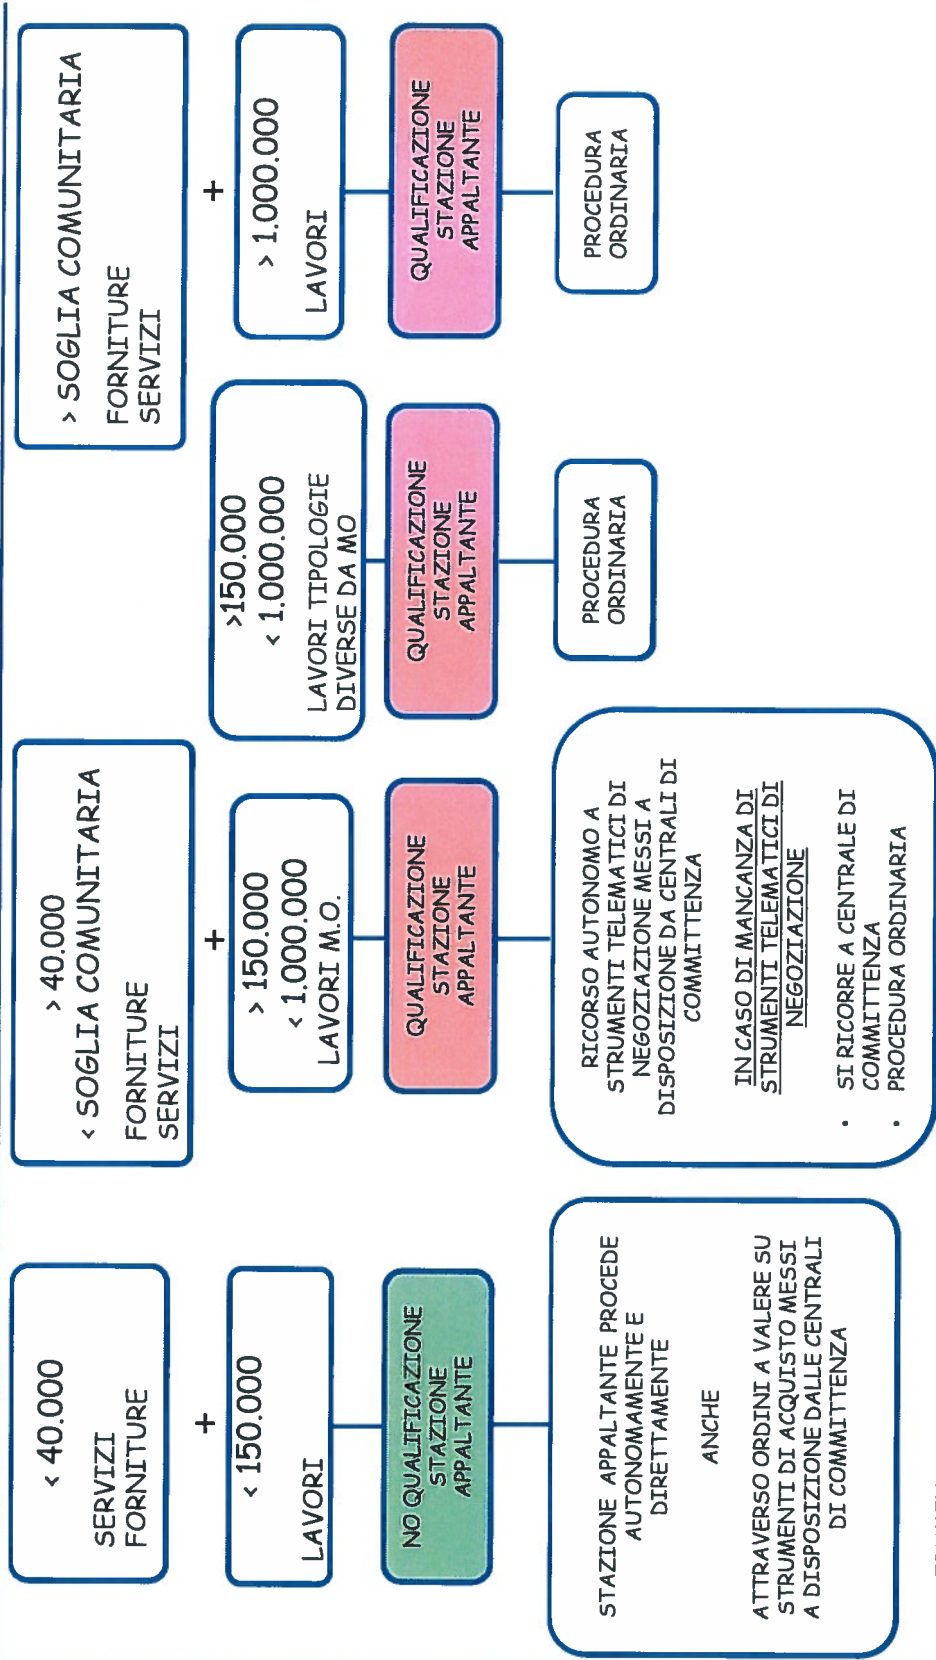 < 40.000
SERVIZI
FORNITURE
+
< 150.000
LAVORI
NO QUALIFICAZIONE
STAZIONE
APPALTANTE
STAZIONE APPALTANTE PROCEDE
AUTONOMAMENTE E
DIRETTAMENTE
ANCHE
ATTRAVERSO ORDINI A VALERE SU
STRUMENTI DI ACQUISTO MESSI
A DISPOSIZIONE DALLE CENTRALI
DI COMMITTENZA
> 40.000
< SOGLIA COMUNITARIA
FORNITURE
SERVIZI
+
> 150.000
< 1.000.000
LAVORI M.O.
QUALIFICAZIONE
STAZIONE
APPALTANTE
RICORSO AUTONOMO A
STRUMENTI TELEMATICI DI
NEGOZIAZIONE MESSI A
DISPOSIZIONE DA CENTRALI DI
COMMITTENZA
IN CASO DI MANCANZA DI
STRUMENTI TELEMATICI DI
NEGOZIAZIONE
• SI RICORRE A CENTRALE DI
COMMITTENZA
• PROCEDURA ORDINARIA
>150.000
< 1.000.000
LAVORI TIPOLOGIE
DIVERSE DA MO
QUALIFICAZIONE
STAZIONE
APPALTANTE
PROCEDURA
ORDINARIA
> SOGLIA COMUNITARIA
FORNITURE
SERVIZI
+
> 1.000.000
LAVORI
QUALIFICAZIONE
STAZIONE
APPALTANTE
PROCEDURA
ORDINARIA